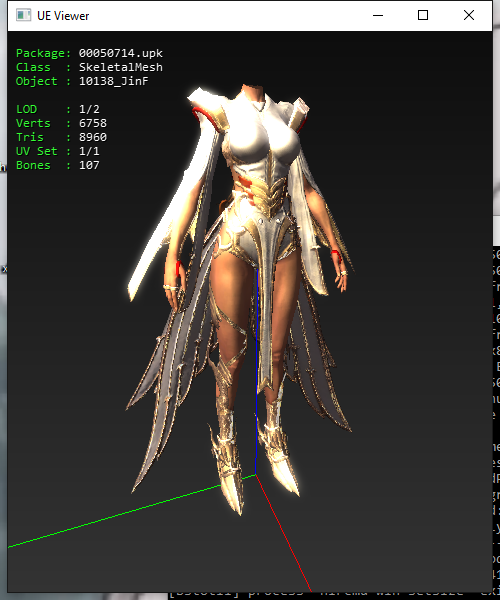 UE Viewer
Package: 00050714.upk
Class : SkeletalMesh
Object : 10138_JinF
LOD : 1/2
Verts : 6758
Tris : 8960
UV Set : 1/1
Bones : 107